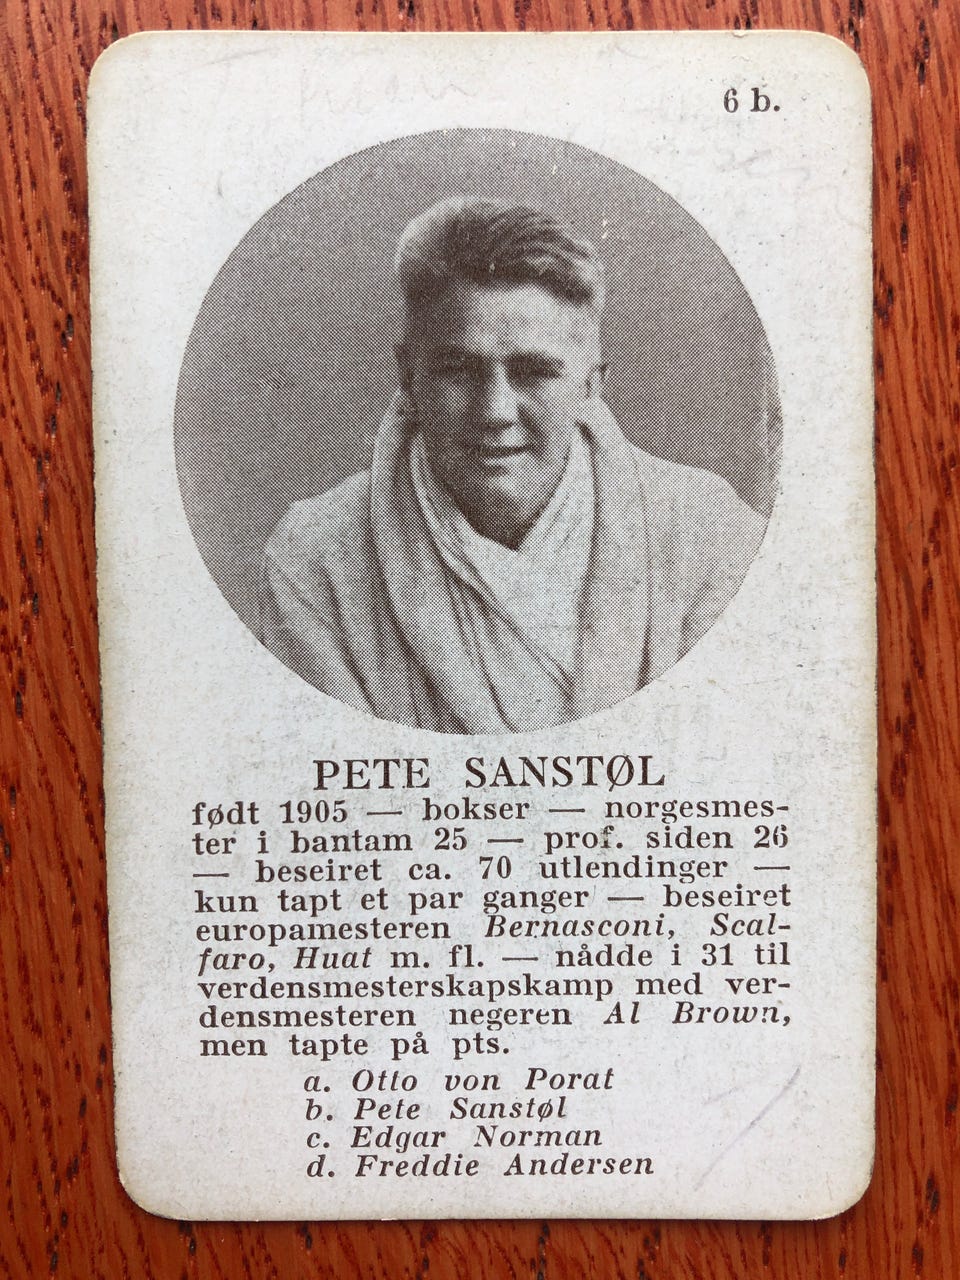 6 b.
PETE SANSTØL
født 1905 — bokser — norgesmes-
ter i bantam 25 — prof. siden 26
— beseiret ca. 70 utlendinger —
kun tapt et par ganger — beseiret
europamesteren Bernasconi, Scal-
faro, Huat m. fl. — nådde i 31 til
verdensmesterskapskamp med ver-
densmesteren negeren Al Brown,
men tapte på pts.
a. Otto von Porat
b. Pete Sanstøl
c. Edgar Norman
d. Freddie Andersen